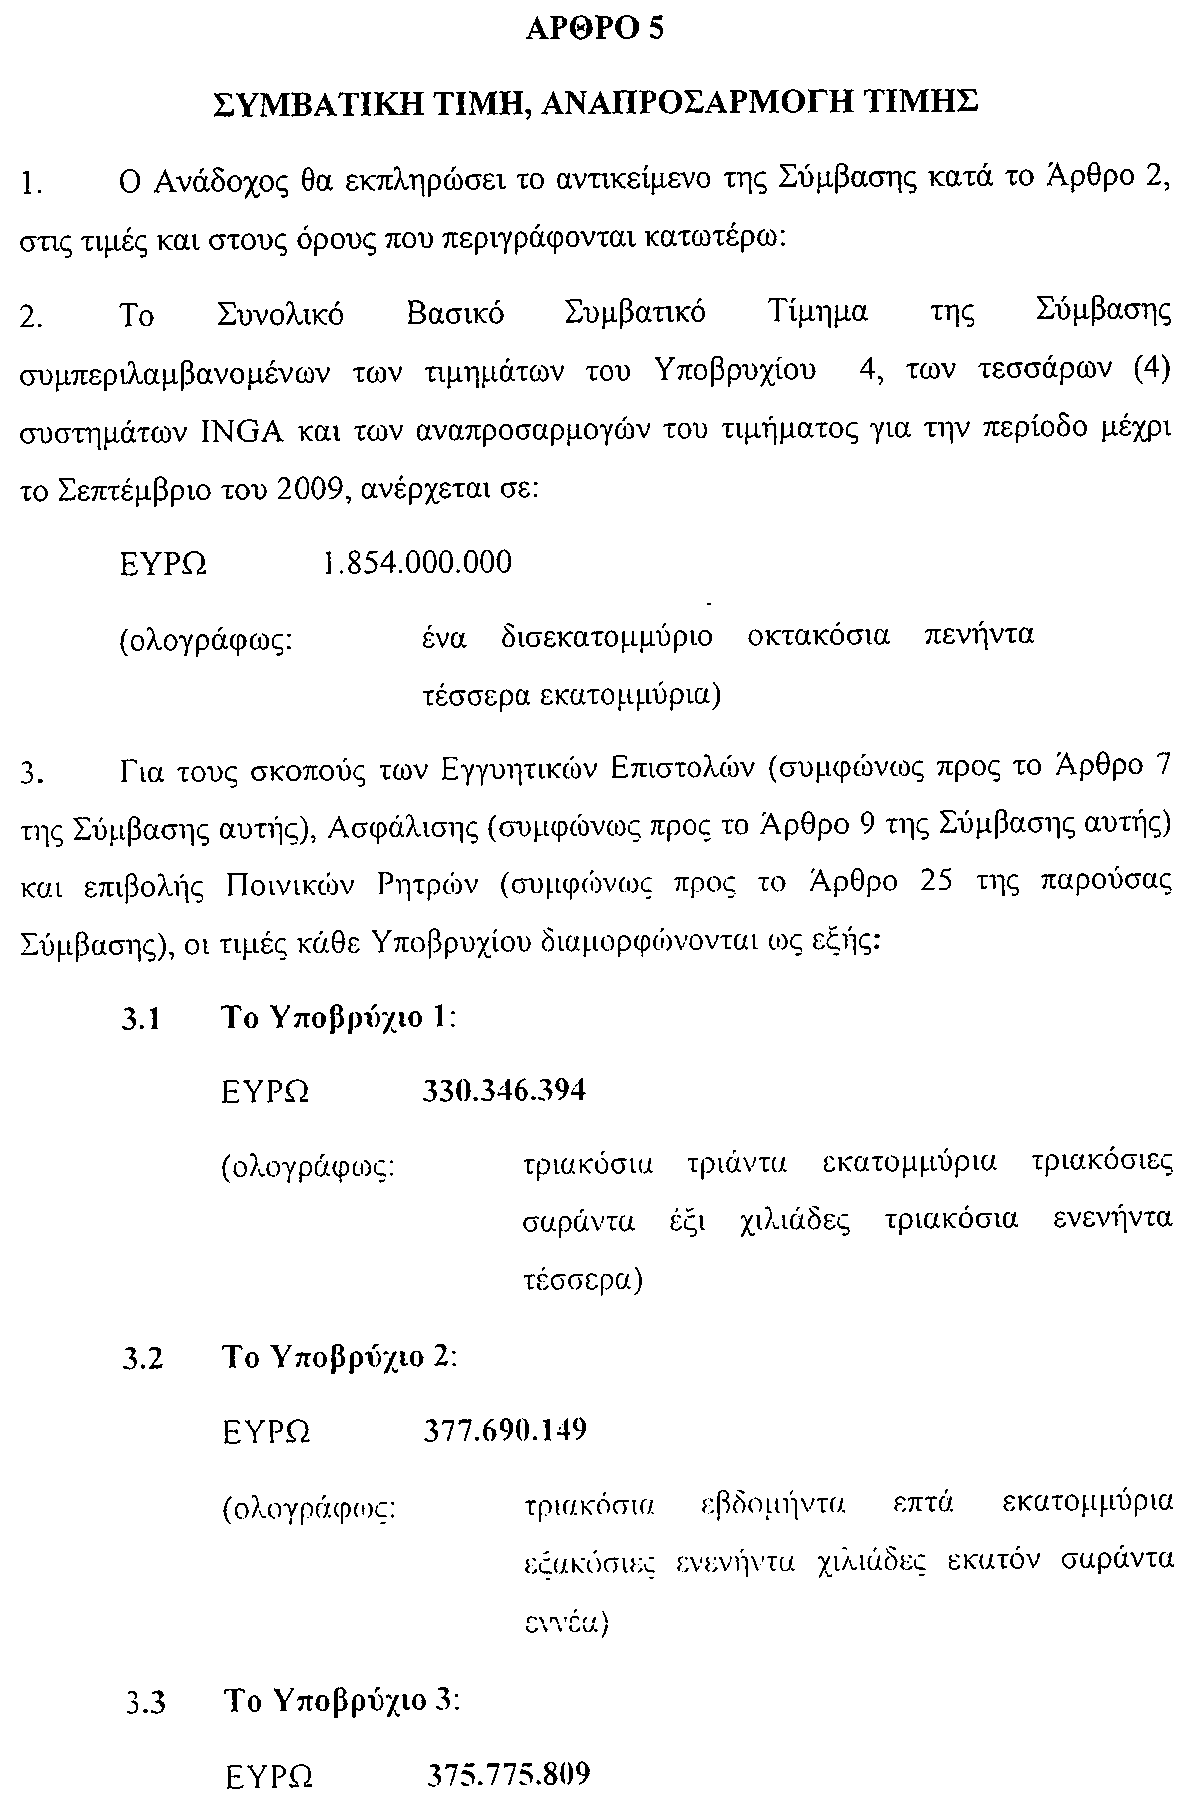 ΑΡΘΡΟ 5
ΣΥΜΒΑΤΙΚΗ ΤΙΜΗ, ΑΝΑΠΡΟΣΑΡΜΟΓΗ ΤΙΜΗΣ
1. Ο Ανάδοχος θα εκπληρώσει το αντικείμενο της Σύμβασης κατά το Άρθρο 2,
στις τιμές και στους όρους που περιγράφονται κατωτέρω:
2. Το Συνολικό Βασικό Συμβατικό Τίμημα της Σύμβασης
συμπεριλαμβανομένων των τιμημάτων του Υποβρυχίου 4, των τεσσάρων (4)
συστημάτων INGA και των αναπροσαρμογών του τιμήματος για την περίοδο μέχρι
το Σεπτέμβριο του 2009, ανέρχεται σε:
ΕΥΡΩ 1.854.000.000
(ολογράφως: ένα δισεκατομμύριο οκτακόσια πενήντα
τέσσερα εκατομμύρια)
3. Για τους σκοπούς των Εγγυητικών Επιστολών (συμφώνως προς το Άρθρο 7
της Σύμβασης αυτής), Ασφάλισης (συμφώνως προς το Άρθρο 9 της Σύμβασης αυτής)
και επιβολής Ποινικών Ρητρών (συμφώνως προς το Άρθρο 25 της παρούσας
Σύμβασης), οι τιμές κάθε Υποβρυχίου διαμορφώνονται ως εξής:
3.1 Το Υποβρύχιο 1:
ΕΥΡΩ 330.346.394
(ολογράφως: τριακόσια τριάντα εκατομμύρια τριακόσιες
σαράντα έξι χιλιάδες τριακόσια ενενήντα
τέσσερα)
3.2 Το Υποβρύχιο 2:
ΕΥΡΩ 377.690.149
(ολογράφως: τριακόσια εβδομήντα επτά εκατομμύρια
εξακόσιες ενενήντα χιλιάδες εκατόν σαράντα
εννέα)
3.3 Το Υποβρύχιο 3:
ΕΥΡΩ 375.775.809